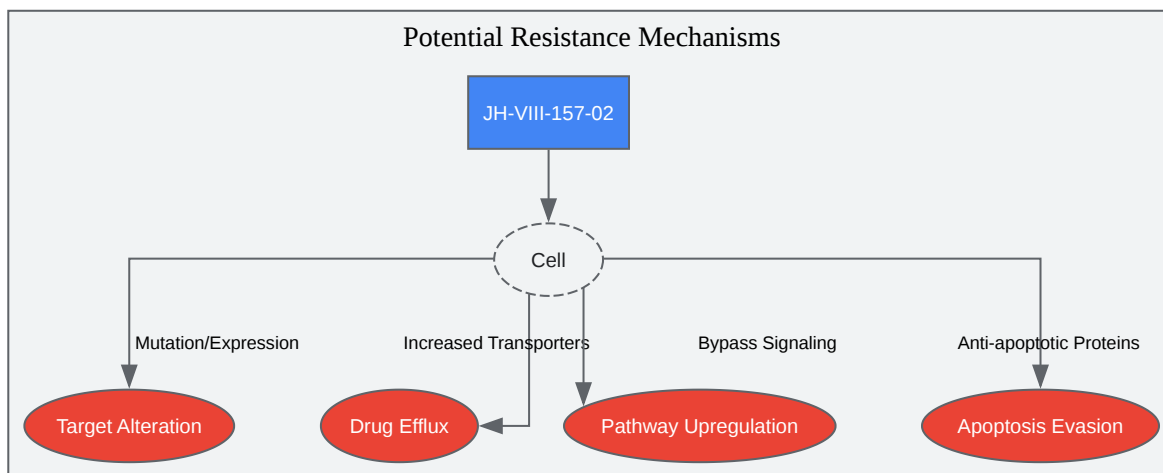 Potential Resistance Mechanisms
JH-VIII-157-02
Cell
Mutation/Expression
Increased Transporters
Bypass Signaling
Anti-apoptotic Proteins
Target Alteration
Drug Efflux
Pathway Upregulation
Apoptosis Evasion